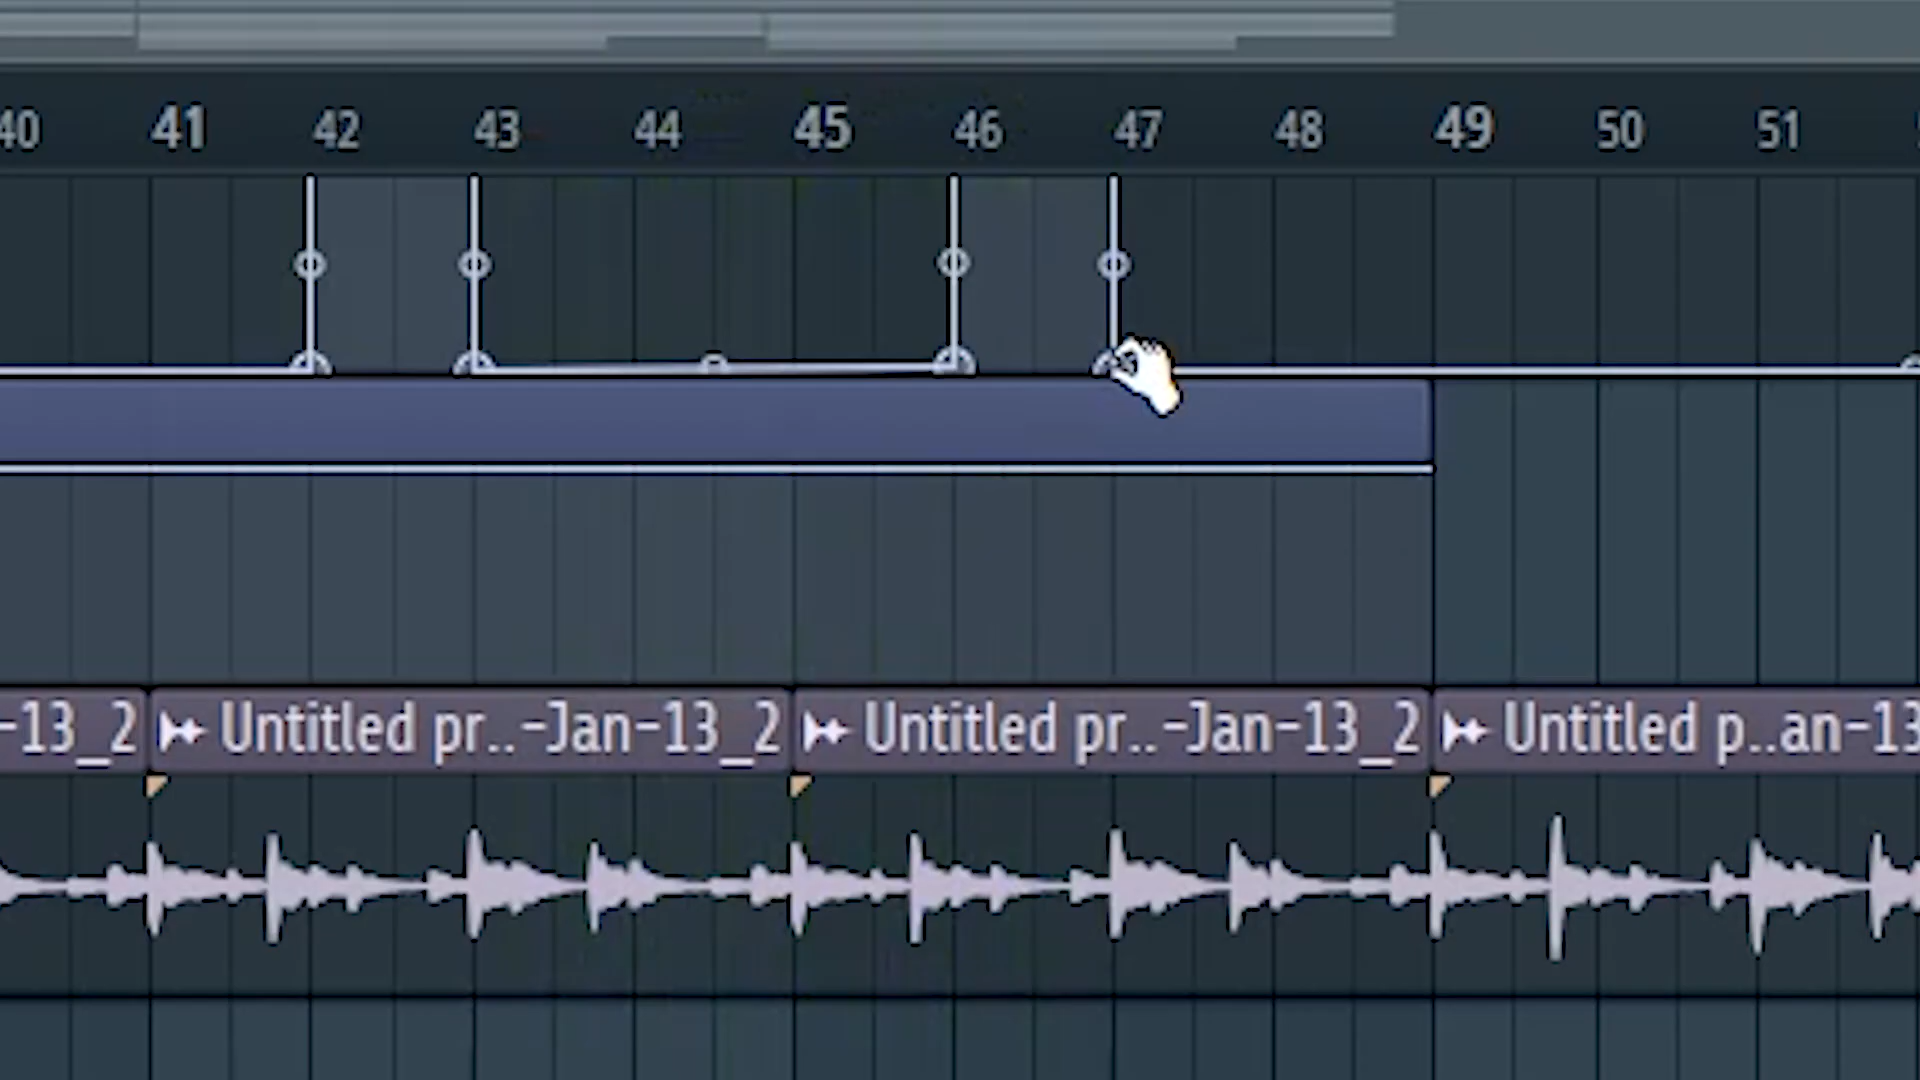 40 41 42 43 44 45 46 47 48 49 50 51
-13_2 Untitled pr..-Jan-13_2 Untitled pr..-Jan-13_2 Untitled p..an-13